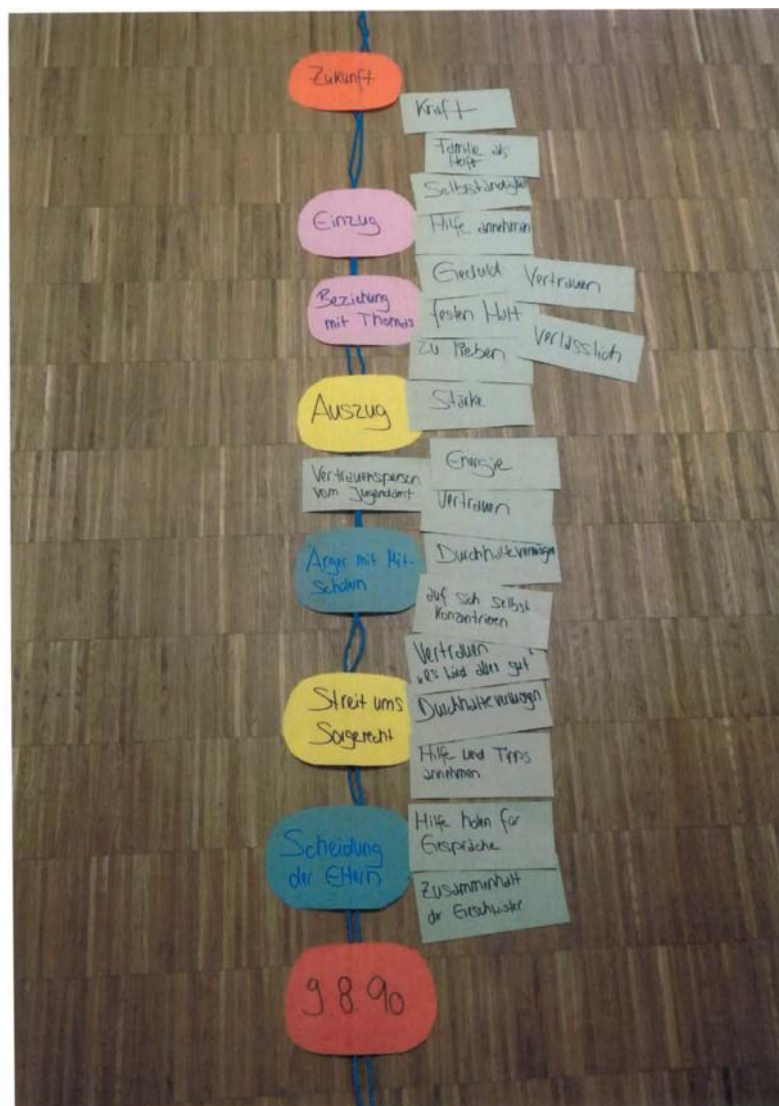 Zukunft
Kraft
Familie als
Halt
Selbständigkeit
Einzug
Hilfe annehmen
Geduld
Vertrauen
Beziehung
mit Thomas
festen Halt
Verlässlich
zu lieben
Auszug
Stärke
Energie
Vertrauensperson
vom Jugendamt
Vertrauen
Ärger mit Mit-
schülern
Durchhaltevermögen
auf sich selbst
konzentrieren
Vertrauen
"es wird alles gut"
Streit ums
Sorgerecht
Durchhaltevermögen
Hilfe und Tipps
annehmen
Scheidung
der Eltern
Hilfe holen für
Gespräche
Zusammenhalt
der Geschwister
9.8.90